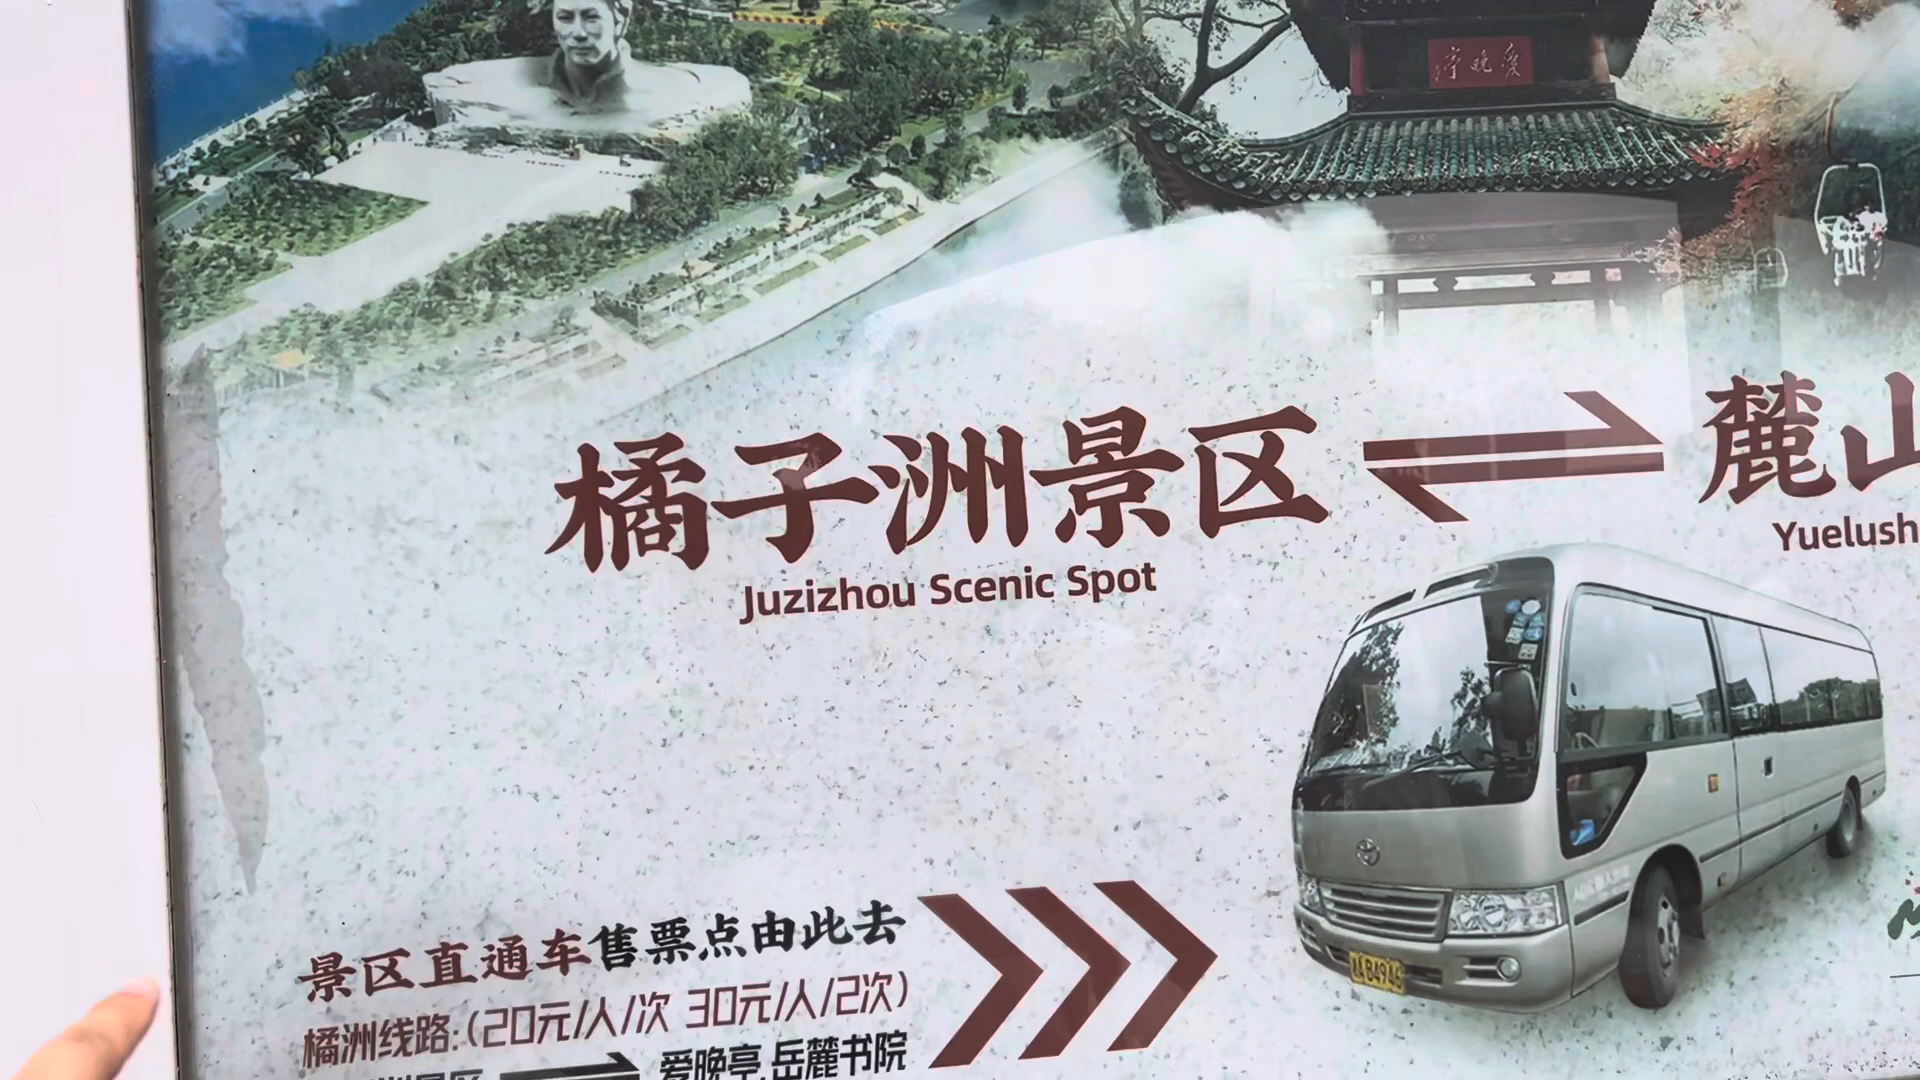 爱晚亭
橘子洲景区
麓山
Juzizhou Scenic Spot
Yuelush
景区直通车售票点由此去
橘洲线路:(20元/人/次 30元/人/2次)
爱晚亭,岳麓书院